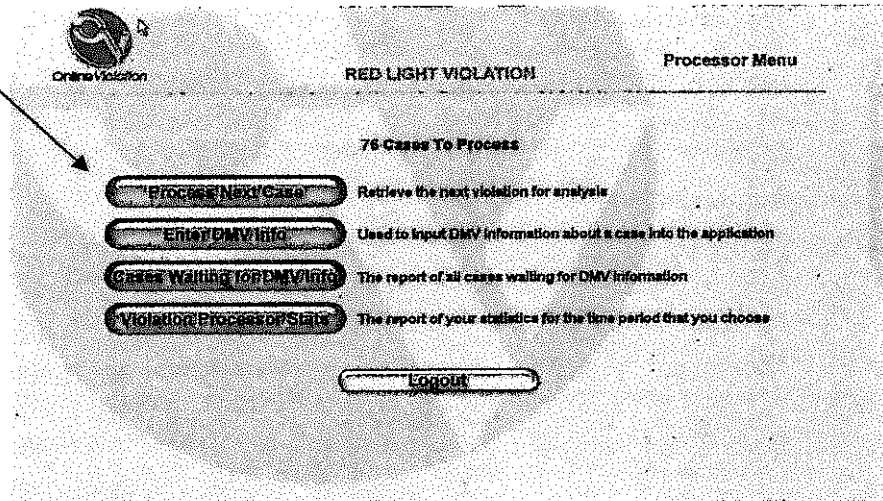 OnlineViolation
RED LIGHT VIOLATION
Processor Menu
76 Cases To Process
Process Next Case
Retrieve the next violation for analysis
Enter DMV Info
Used to input DMV information about a case into the application
Cases Waiting for DMV Info
The report of all cases waiting for DMV information
Violation Processor Stats
The report of your statistics for the time period that you choose
Logout